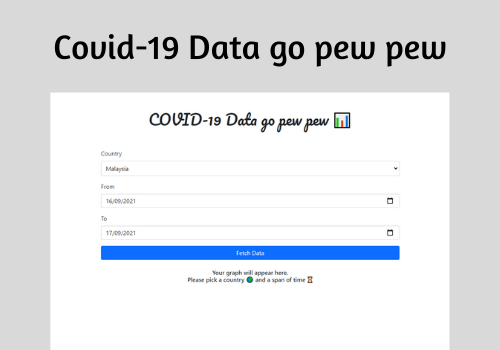 Covid-19 Data go pew pew
COVID-19 Data go pew pew 📊
Country
Malaysia
From
16/09/2021
To
17/09/2021
Fetch Data
Your graph will appear here.
Please pick a country 🌍 and a span of time ⏳